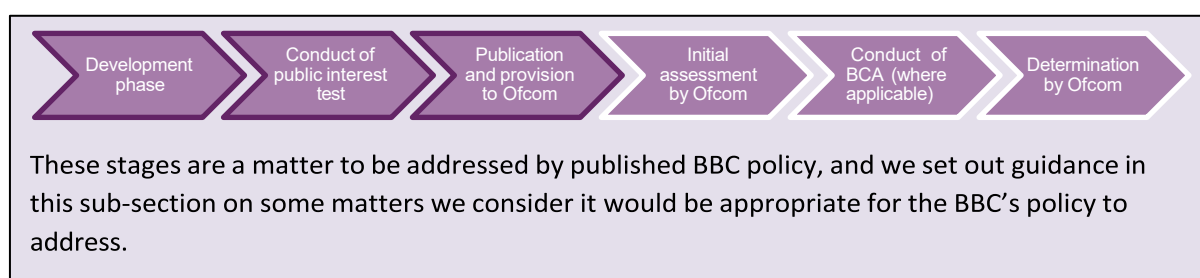 Development
phase
Conduct of
public interest
test
Publication
and provision
to Ofcom
Initial
assessment
by Ofcom
Conduct of
BCA (where
applicable)
Determination
by Ofcom
These stages are a matter to be addressed by published BBC policy, and we set out guidance in
this sub-section on some matters we consider it would be appropriate for the BBC’s policy to
address.